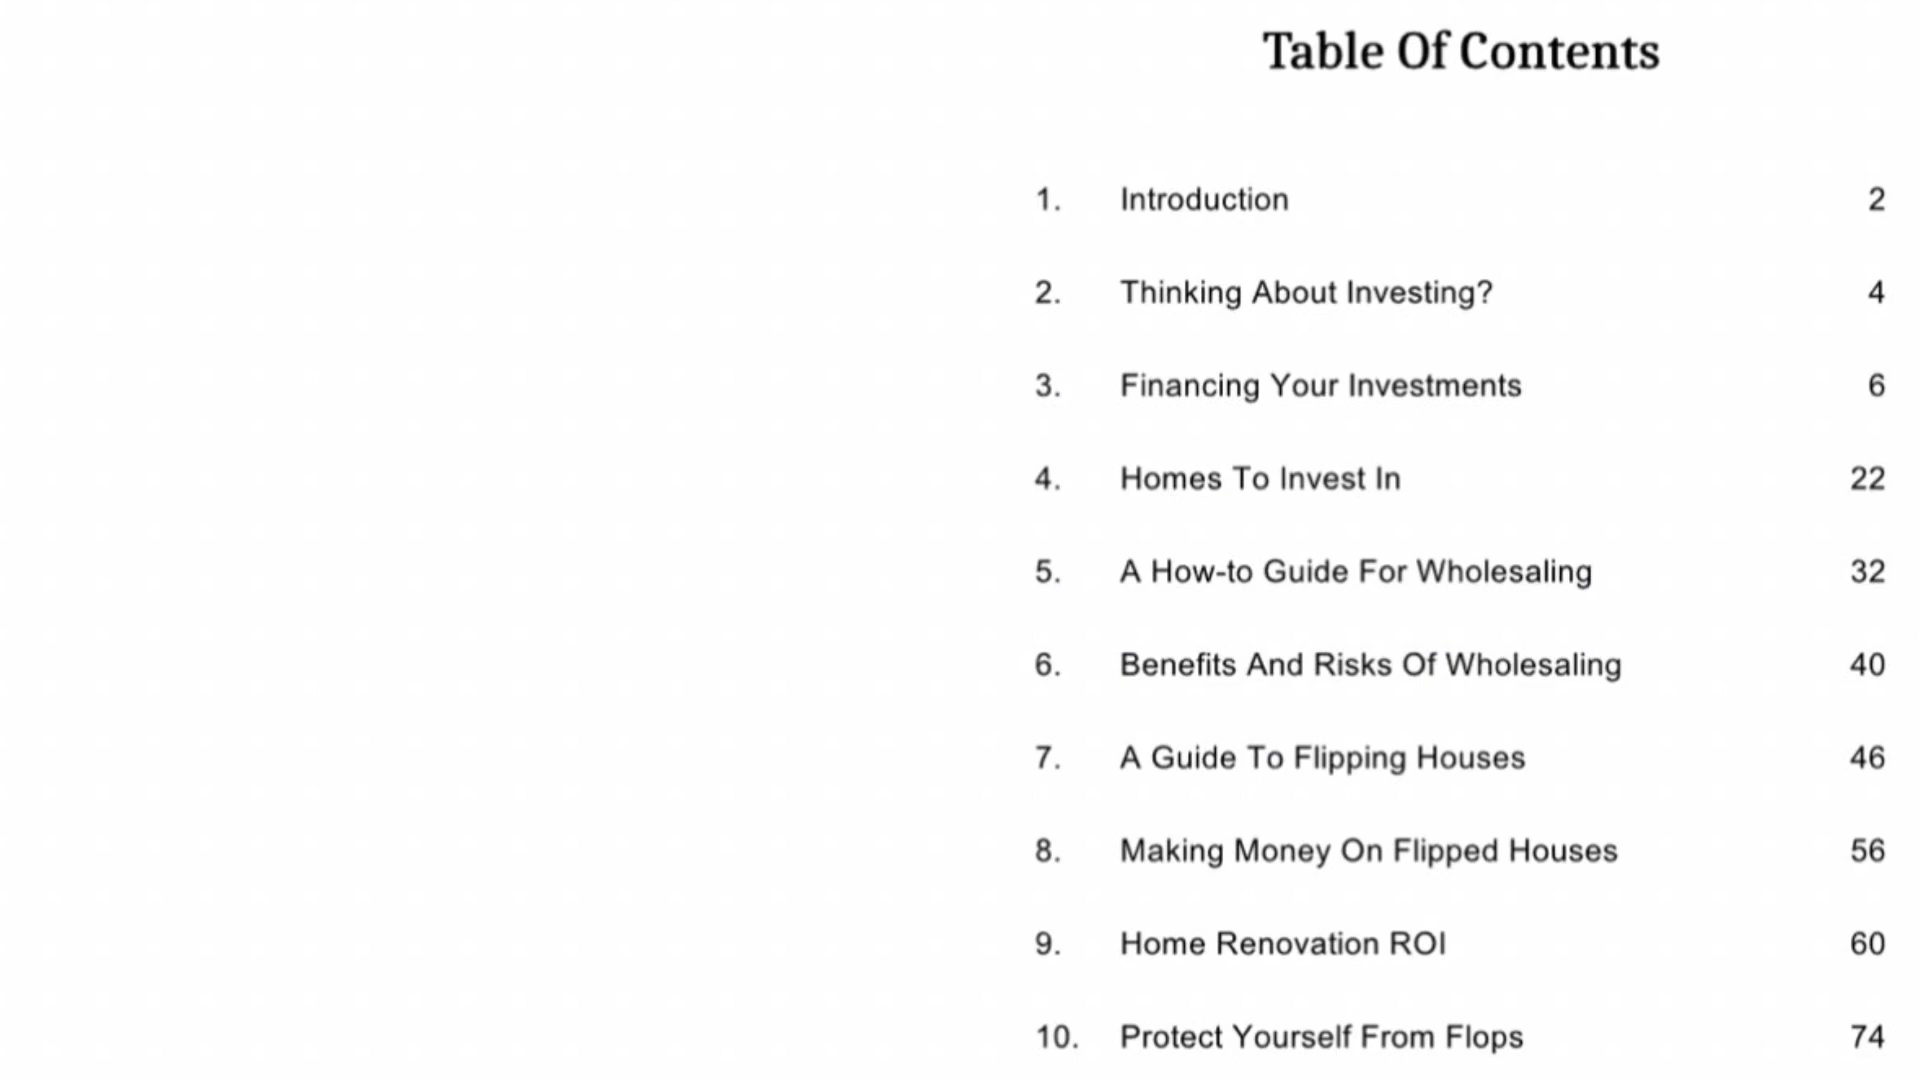 Table Of Contents
1. Introduction 2
2. Thinking About Investing? 4
3. Financing Your Investments 6
4. Homes To Invest In 22
5. A How-to Guide For Wholesaling 32
6. Benefits And Risks Of Wholesaling 40
7. A Guide To Flipping Houses 46
8. Making Money On Flipped Houses 56
9. Home Renovation ROI 60
10. Protect Yourself From Flops 74